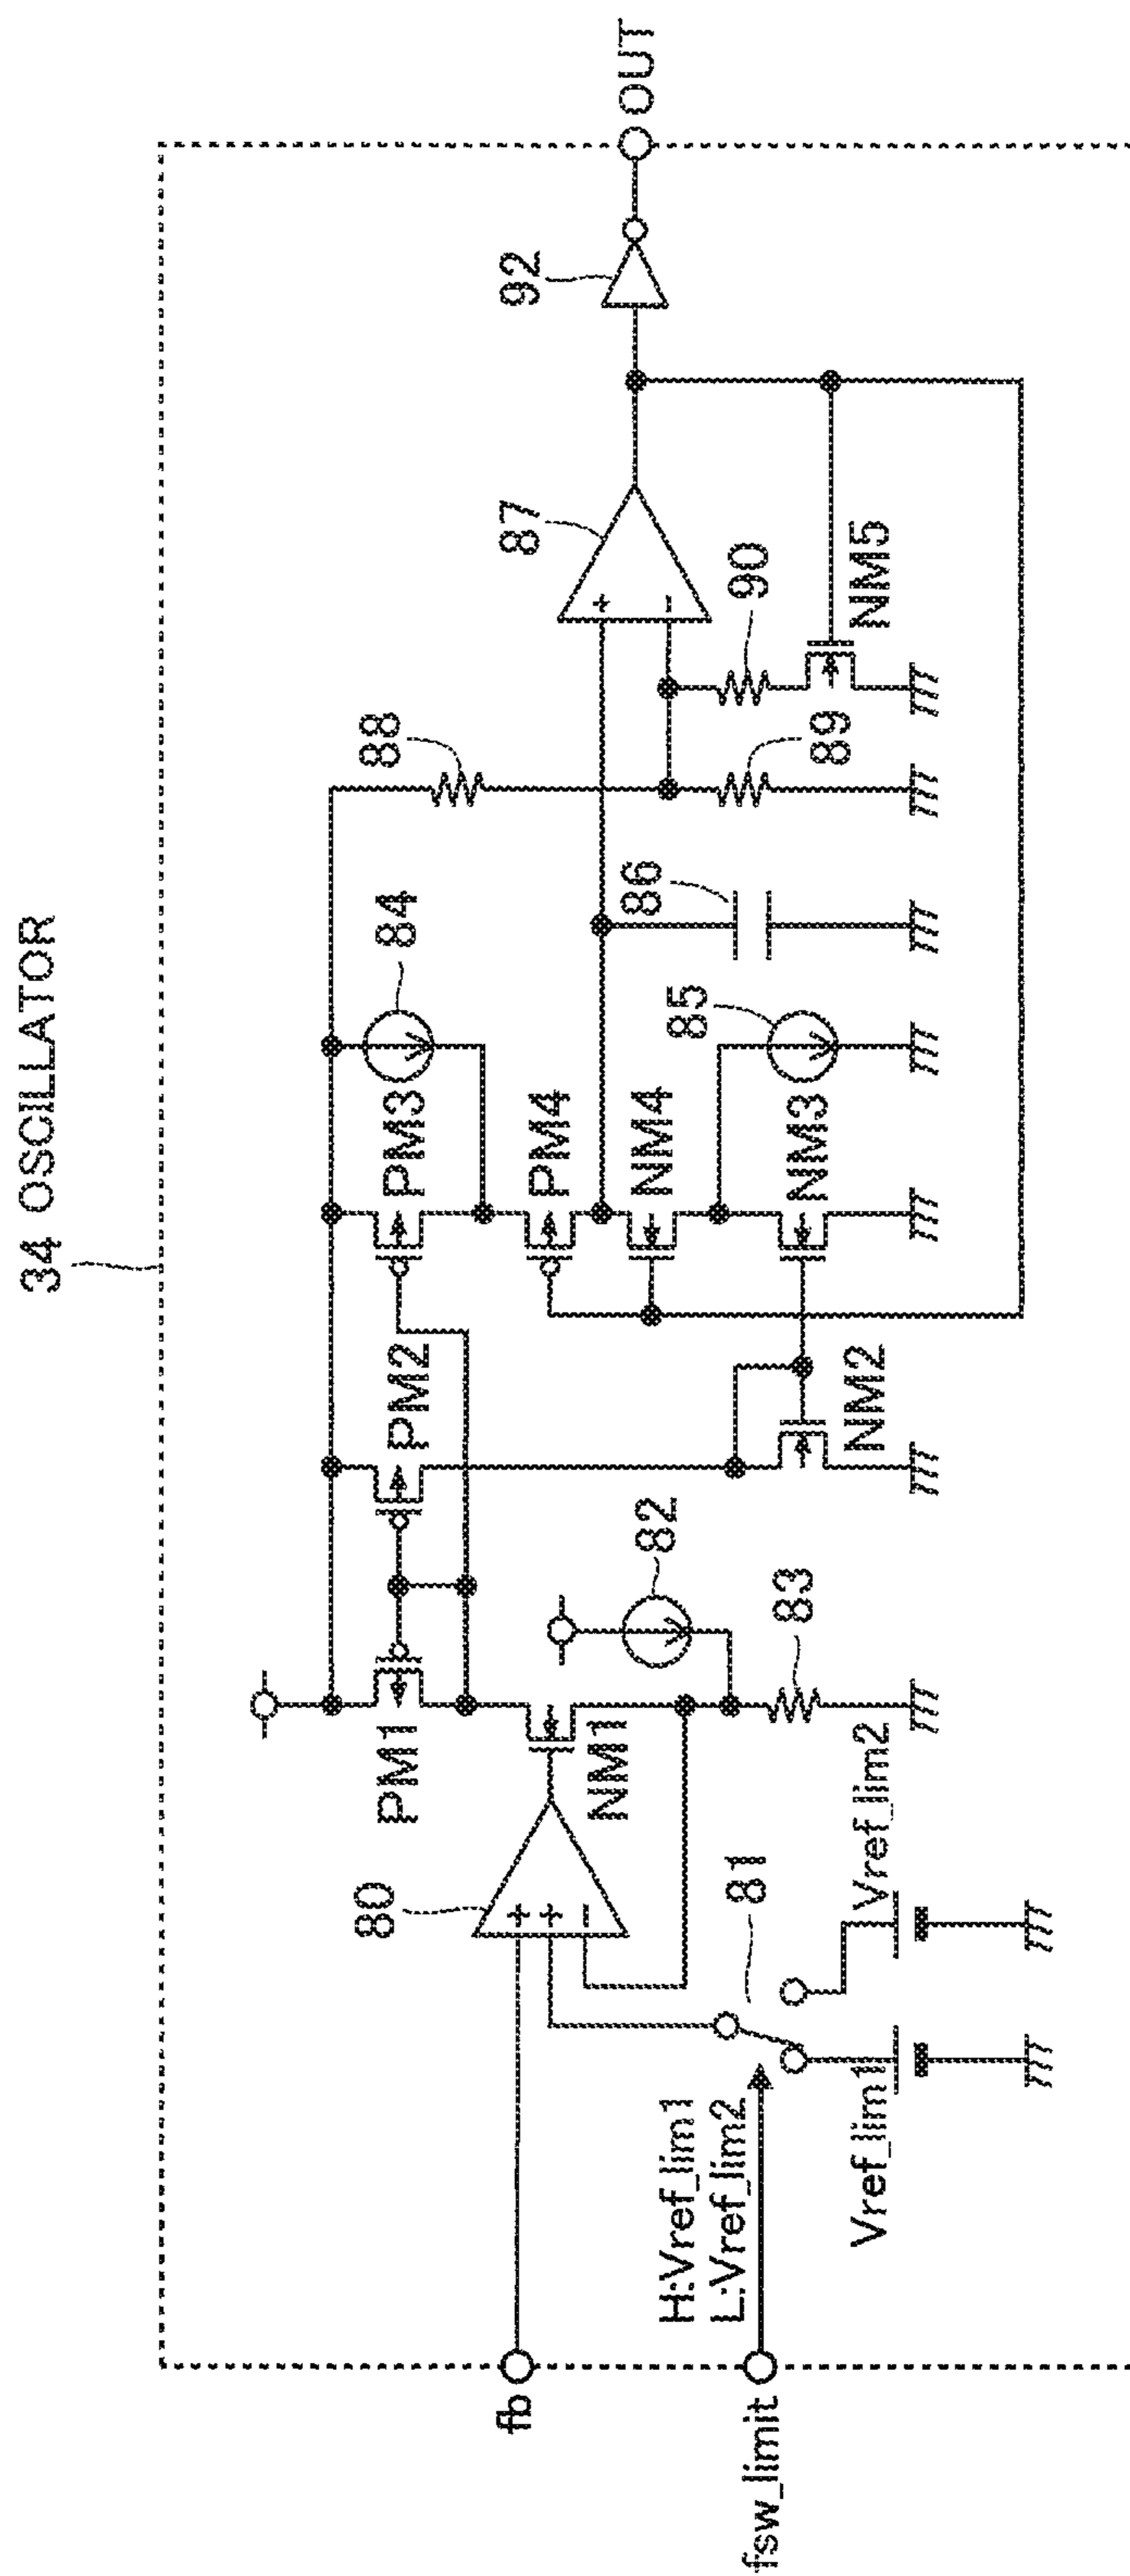 34 OSCILLATOR
PM1
PM2
PM3
84
88
80
NM1
82
PM4
NM4
85
86
87
92
OUT
fb
fsw_limit
H:Vref_lim1
L:Vref_lim2
81
83
NM2
NM3
89
90
NM5
Vref_lim1
Vref_lim2
+
+
−
+
−